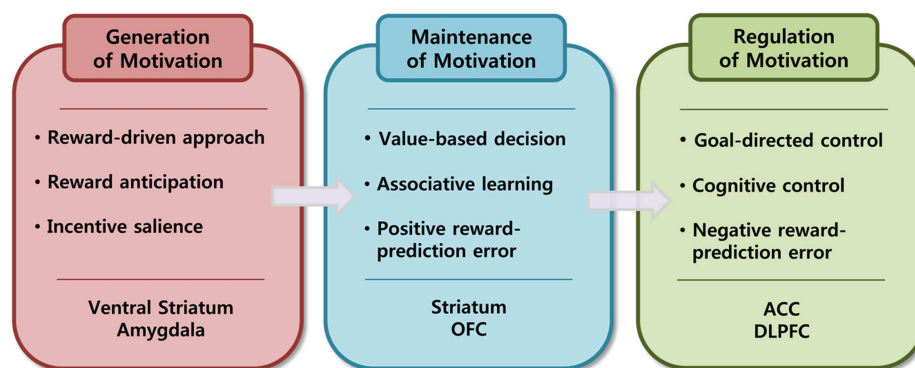 Generation
of Motivation
• Reward-driven approach
• Reward anticipation
• Incentive salience
Ventral Striatum
Amygdala
Maintenance
of Motivation
• Value-based decision
• Associative learning
• Positive reward-
prediction error
Striatum
OFC
Regulation
of Motivation
• Goal-directed control
• Cognitive control
• Negative reward-
prediction error
ACC
DLPFC